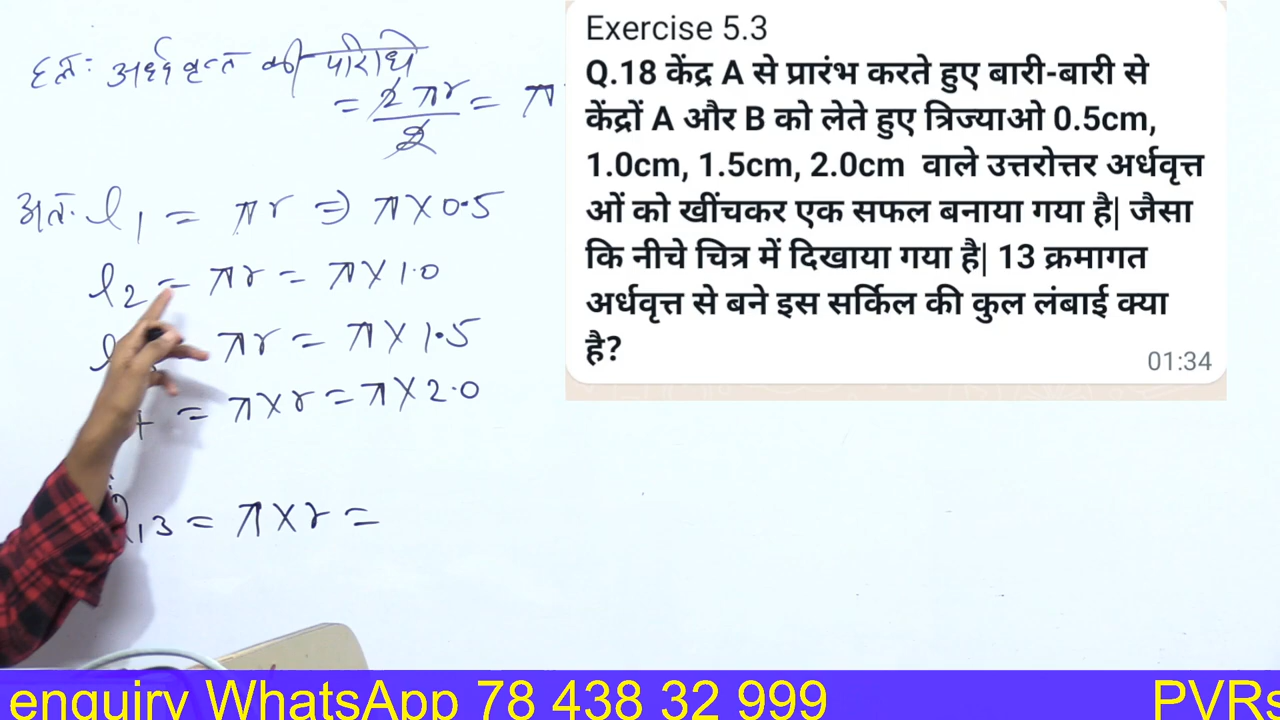 हल: अर्धवृत्त की परिधि
= 2πr/2 = π
अतः l1 = πr ⇒ π×0.5
l2 = πr = π×1.0
πr = π×1.5
= π×r = π×2.0
l13 = π×r =
Exercise 5.3
Q.18 केंद्र A से प्रारंभ करते हुए बारी-बारी से
केंद्रों A और B को लेते हुए त्रिज्याओ 0.5cm,
1.0cm, 1.5cm, 2.0cm वाले उत्तरोत्तर अर्धवृत्त
ओं को खींचकर एक सफल बनाया गया है| जैसा
कि नीचे चित्र में दिखाया गया है| 13 क्रमागत
अर्धवृत्त से बने इस सर्किल की कुल लंबाई क्या
है?
01:34
enquiry WhatsApp 78 438 32 999 PVRs